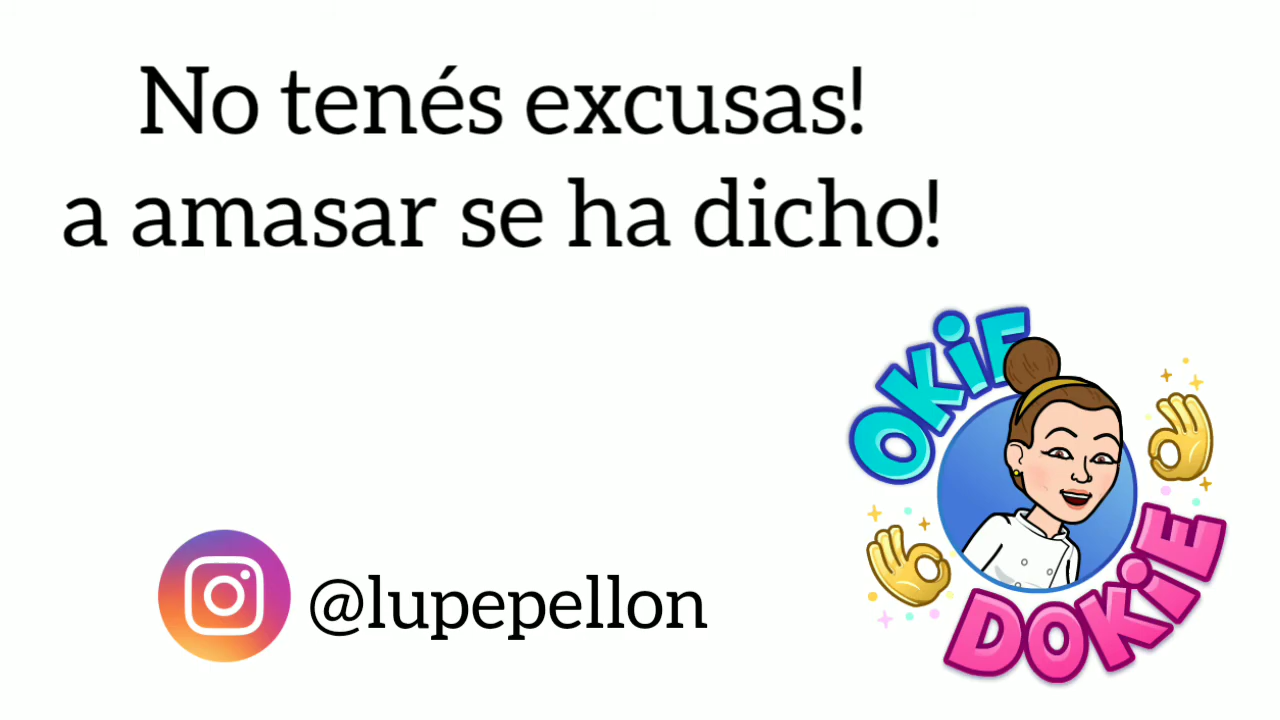 No tenés excusas!
a amasar se ha dicho!
OKiE
DOKiE
@lupepellon